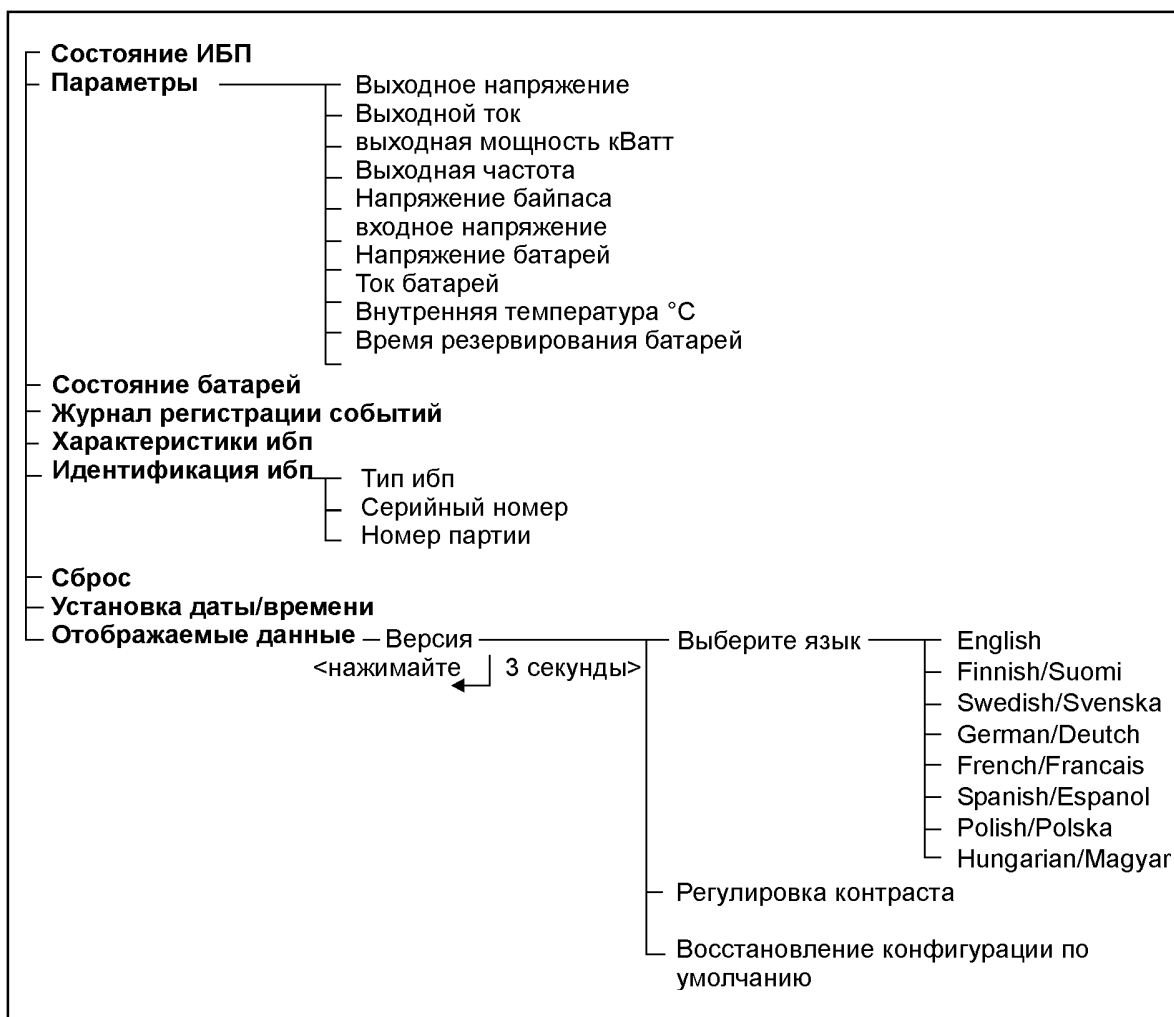 Состояние ИБП
Параметры
Выходное напряжение
Выходной ток
выходная мощность кВатт
Выходная частота
Напряжение байпаса
входное напряжение
Напряжение батарей
Ток батарей
Внутренняя температура °C
Время резервирования батарей
Состояние батарей
Журнал регистрации событий
Характеристики ибп
Идентификация ибп
Тип ибп
Серийный номер
Номер партии
Сброс
Установка даты/времени
Отображаемые данные
Версия
<нажимайте 3 секунды>
Выберите язык
English
Finnish/Suomi
Swedish/Svenska
German/Deutch
French/Francais
Spanish/Espanol
Polish/Polska
Hungarian/Magyar
Регулировка контраста
Восстановление конфигурации по
умолчанию